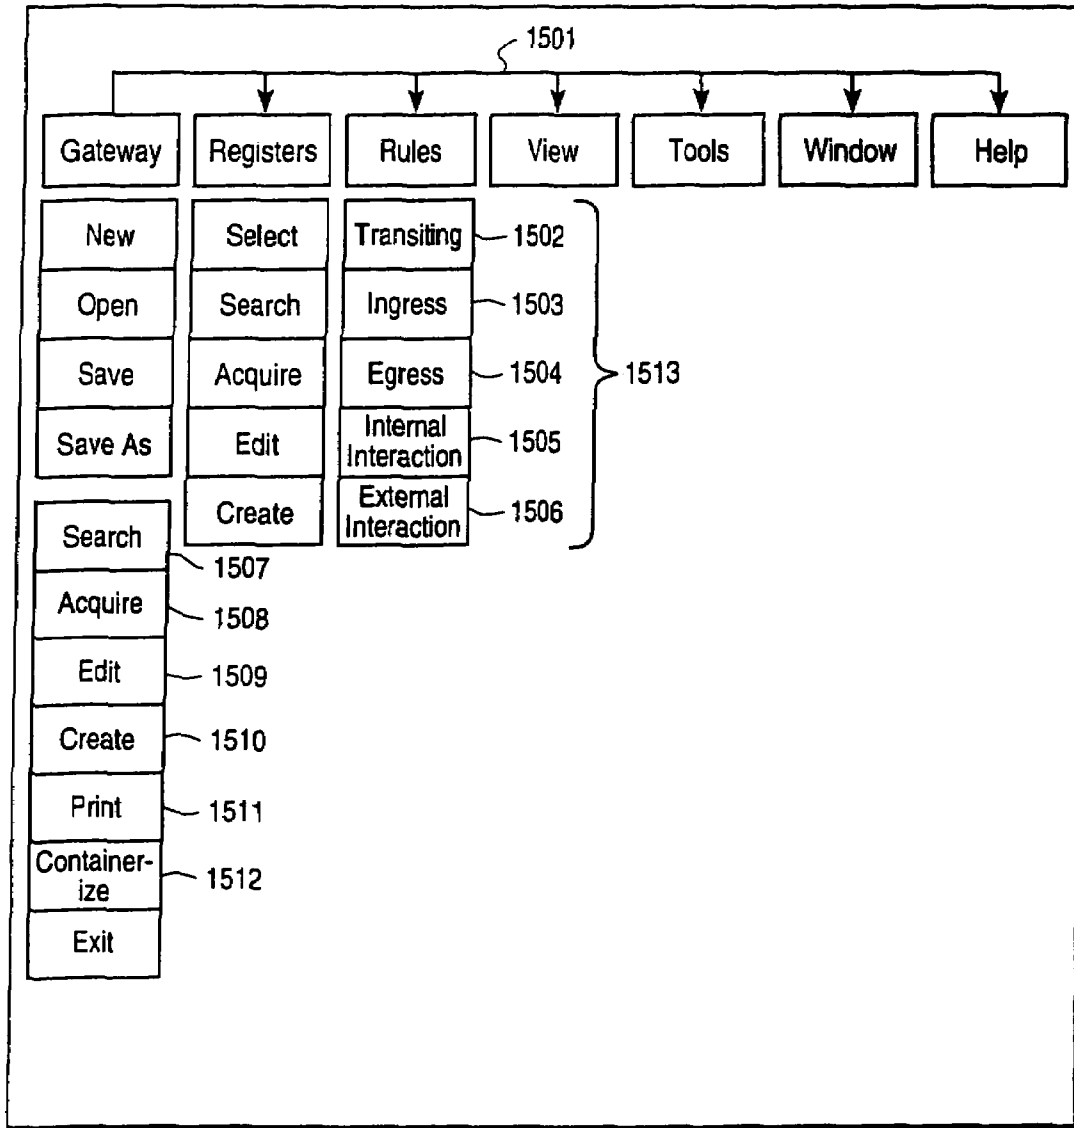 1501
Gateway Registers Rules View Tools Window Help
New Select Transiting 1502
Open Search Ingress 1503
Save Acquire Egress 1504 1513
Save As Edit Internal Interaction 1505
Create External Interaction 1506
Search 1507
Acquire 1508
Edit 1509
Create 1510
Print 1511
Container-
ize 1512
Exit